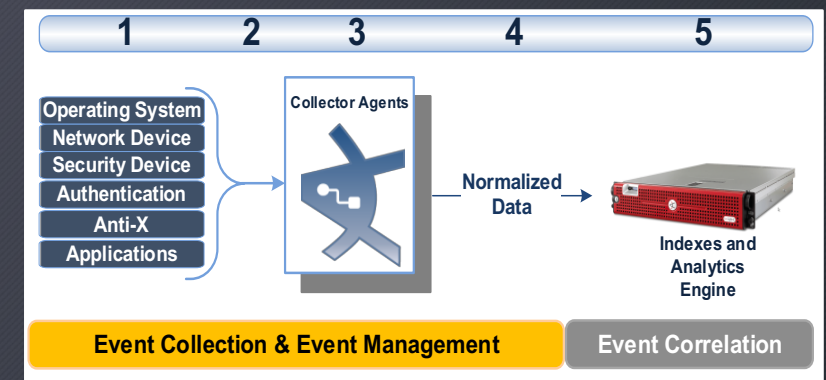 1 2 3 4 5
Operating System
Network Device
Security Device
Authentication
Anti-X
Applications
Collector Agents
Normalized
Data
Indexes and
Analytics
Engine
Event Collection & Event Management
Event Correlation